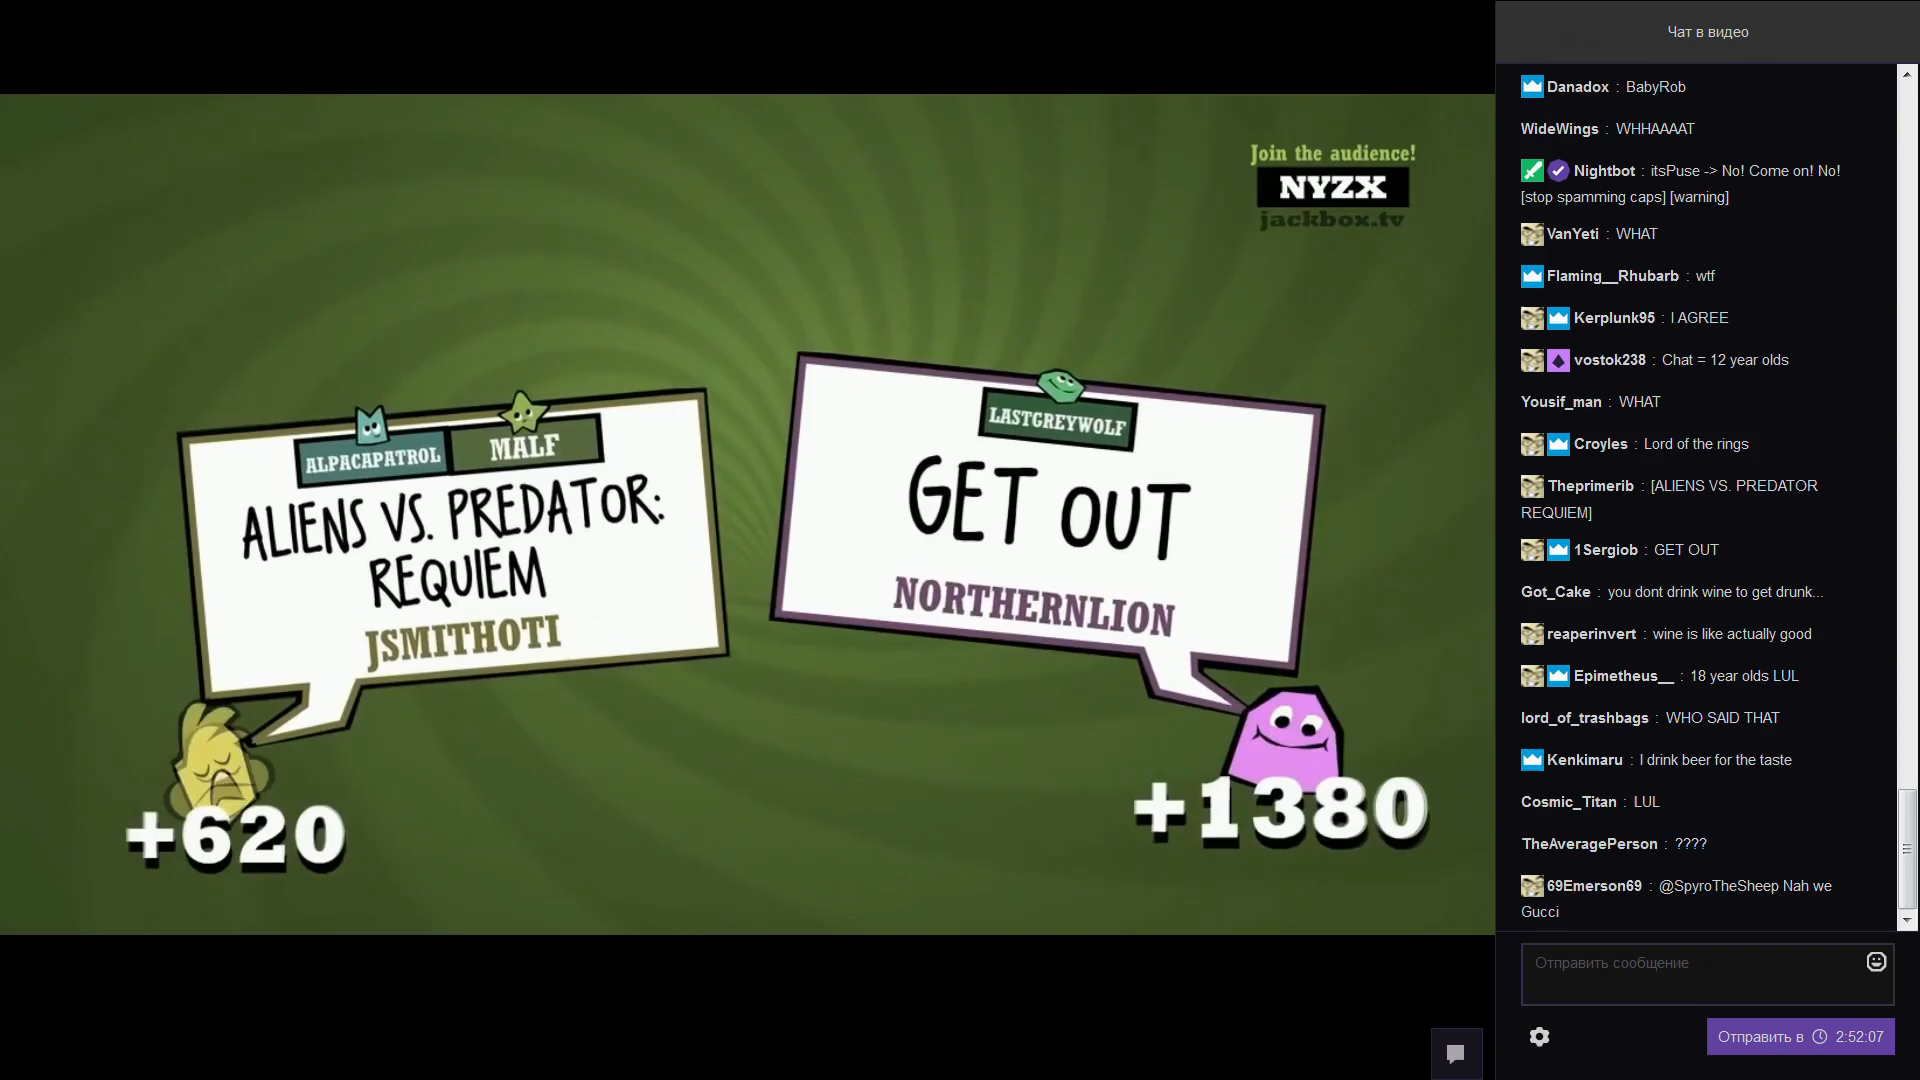 Join the audience!
NYZX
jackbox.tv
ALPACAPATROL
MALF
ALIENS VS. PREDATOR:
REQUIEM
JSMITHOTI
+620
LASTGREYWOLF
GET OUT
NORTHERNLION
+1380
Чат в видео
Danadox : BabyRob
WideWings : WHHAAAAT
Nightbot : itsPuse -> No! Come on! No!
[stop spamming caps] [warning]
VanYeti : WHAT
Flaming__Rhubarb : wtf
Kerplunk95 : I AGREE
vostok238 : Chat = 12 year olds
Yousif_man : WHAT
Croyles : Lord of the rings
Theprimerib : [ALIENS VS. PREDATOR
REQUIEM]
1Sergiob : GET OUT
Got_Cake : you dont drink wine to get drunk...
reaperinvert : wine is like actually good
Epimetheus__ : 18 year olds LUL
lord_of_trashbags : WHO SAID THAT
Kenkimaru : I drink beer for the taste
Cosmic_Titan : LUL
TheAveragePerson : ????
69Emerson69 : @SpyroTheSheep Nah we
Gucci
Отправить сообщение
Отправить в 2:52:07